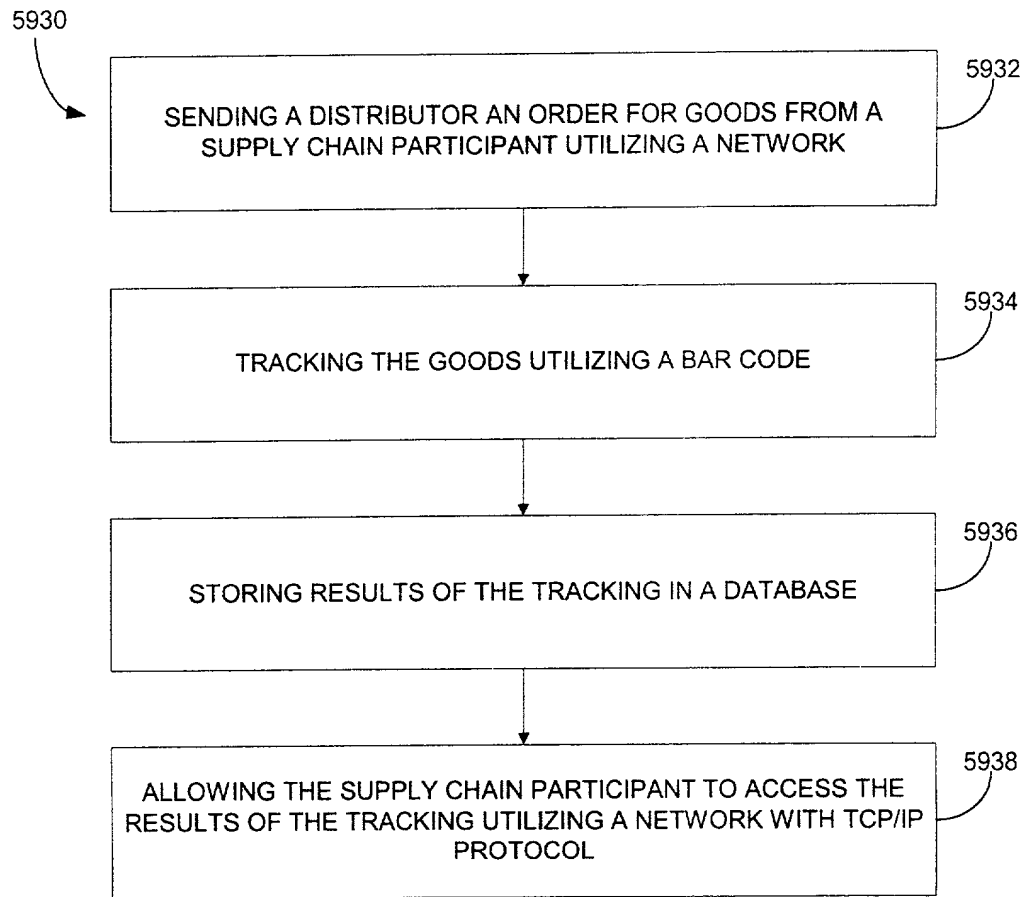 5930
5932
SENDING A DISTRIBUTOR AN ORDER FOR GOODS FROM A
SUPPLY CHAIN PARTICIPANT UTILIZING A NETWORK
5934
TRACKING THE GOODS UTILIZING A BAR CODE
5936
STORING RESULTS OF THE TRACKING IN A DATABASE
5938
ALLOWING THE SUPPLY CHAIN PARTICIPANT TO ACCESS THE
RESULTS OF THE TRACKING UTILIZING A NETWORK WITH TCP/IP
PROTOCOL